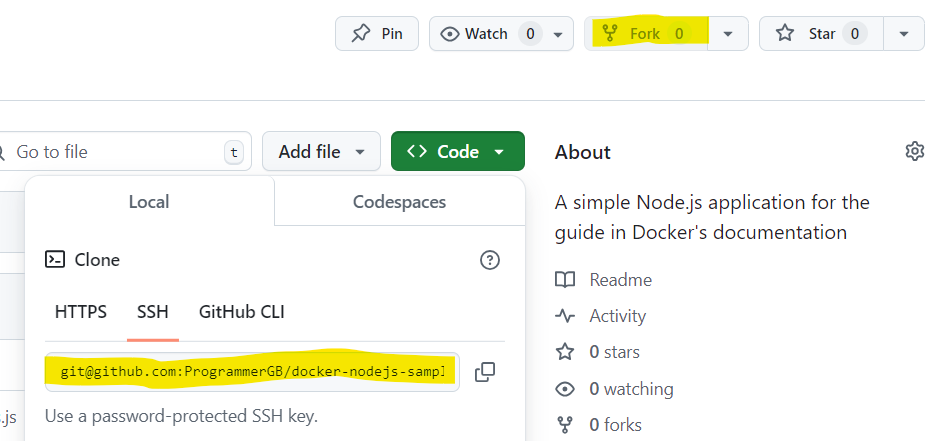 Pin
Watch 0
Fork 0
Star 0
Go to file
t
Add file
<> Code
About
Local
Codespaces
A simple Node.js application for the
guide in Docker's documentation
Clone
HTTPS
SSH
GitHub CLI
git@github.com:ProgrammerGB/docker-nodejs-sampl
Use a password-protected SSH key.
Readme
Activity
0 stars
0 watching
0 forks
s.js